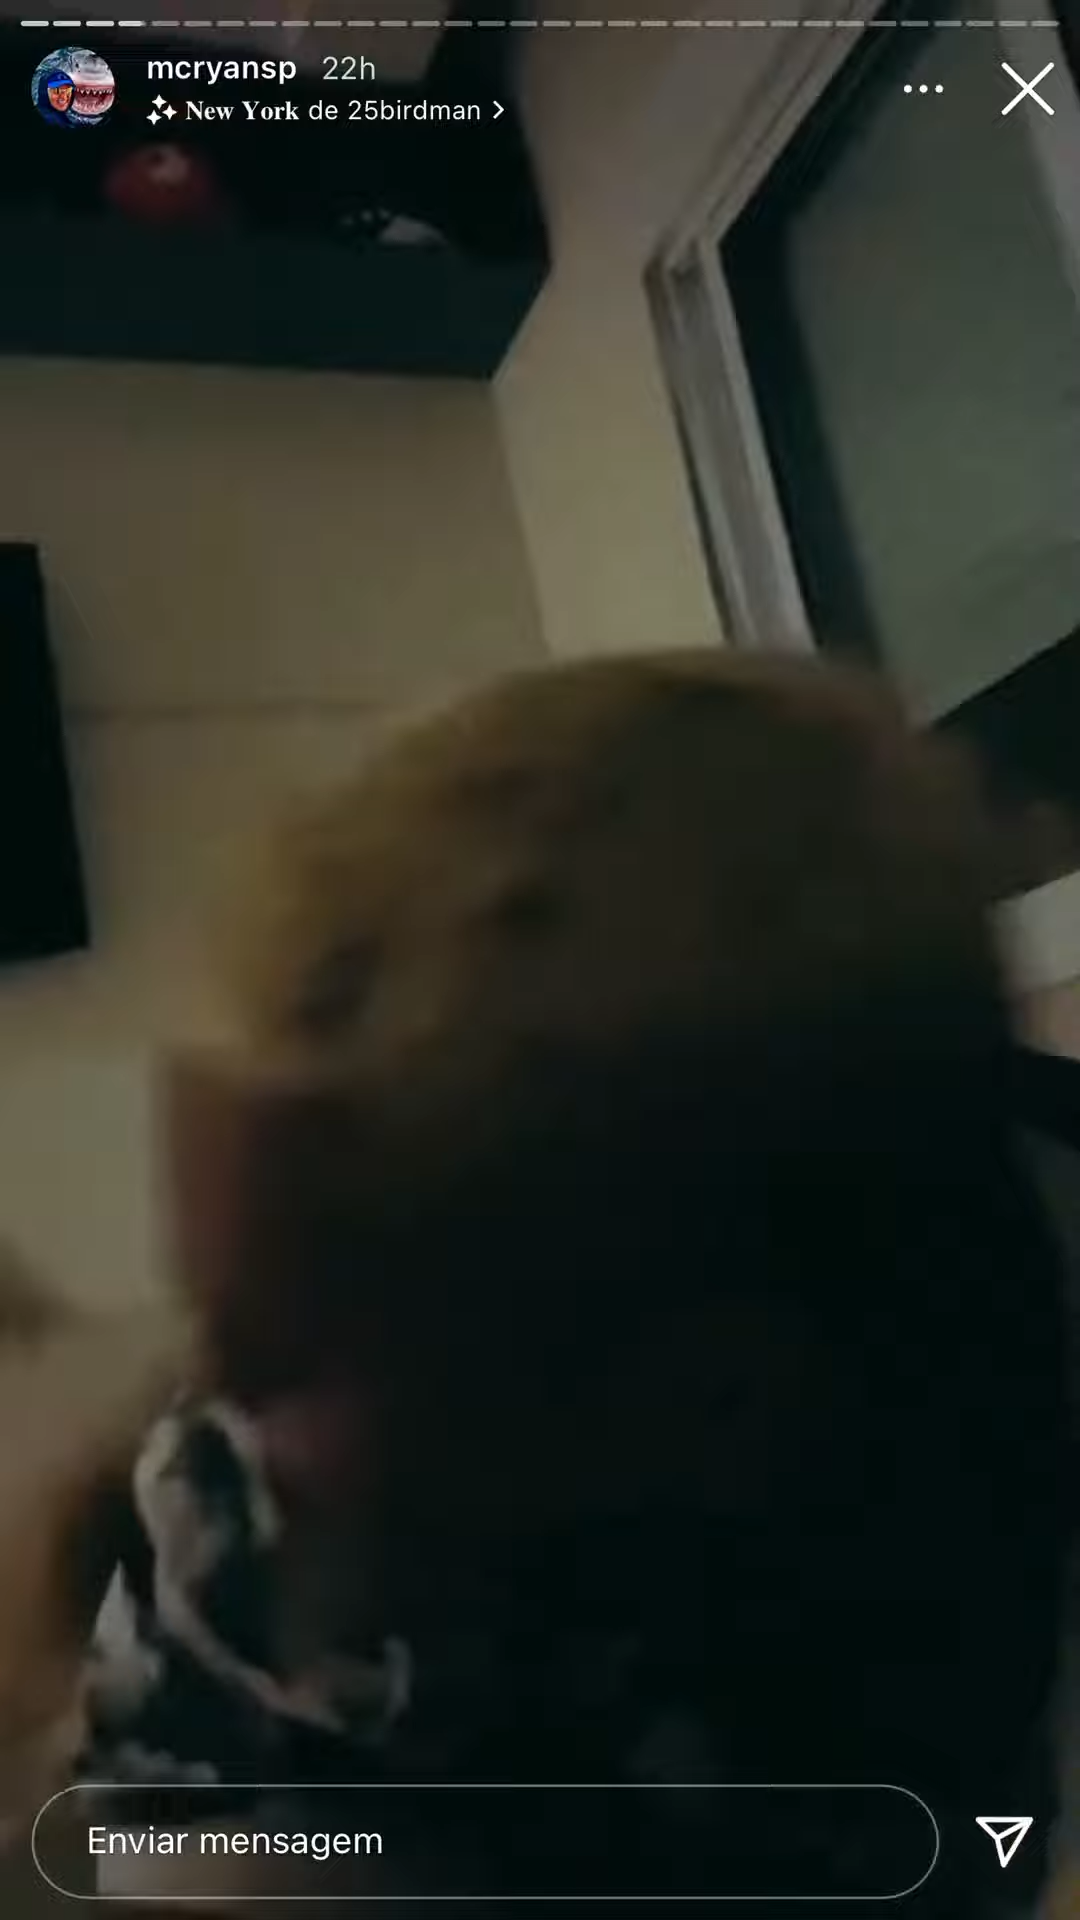 mcryansp 22h
𝐍𝐞𝐰 𝐘𝐨𝐫𝐤 de 25birdman
Enviar mensagem